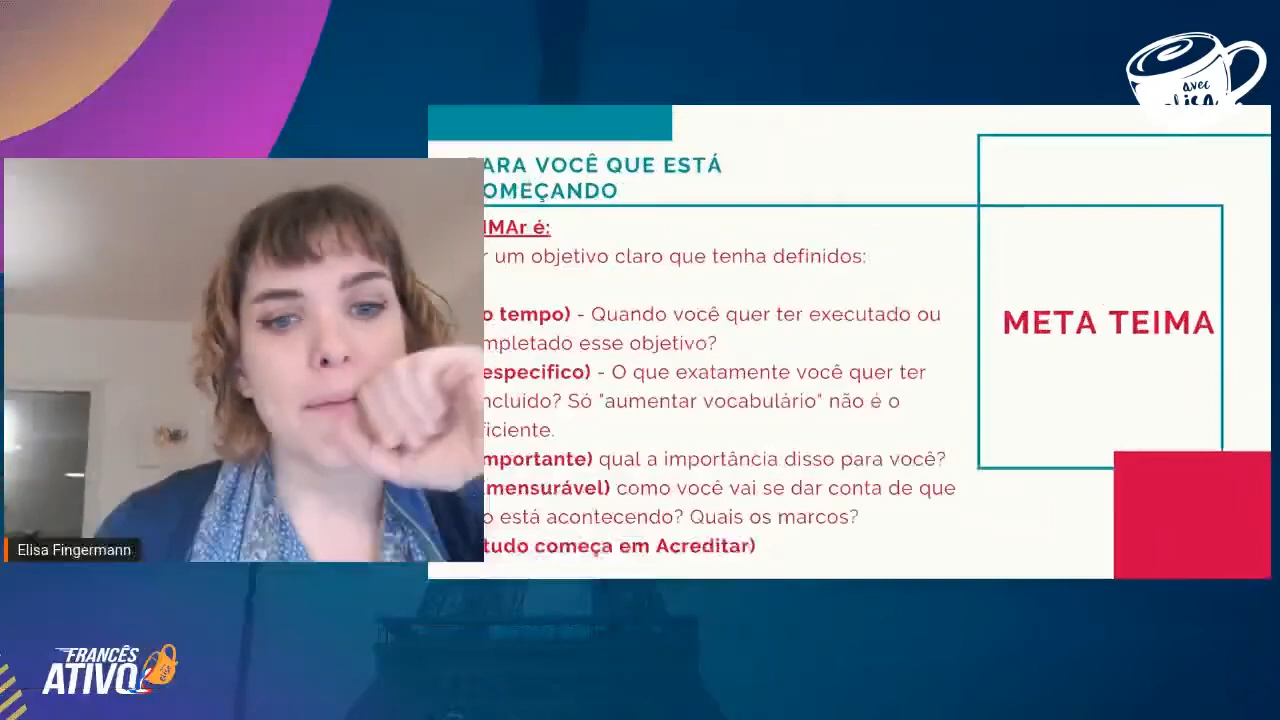 avec
elisa
ARA VOCÊ QUE ESTÁ
OMEÇANDO
IMAr é:
r um objetivo claro que tenha definidos:
o tempo) - Quando você quer ter executado ou
mpletado esse objetivo?
especifico) - O que exatamente você quer ter
ncluído? Só "aumentar vocabulário" não é o
ficiente.
mportante) qual a importância disso para você?
mensurável) como você vai se dar conta de que
o está acontecendo? Quais os marcos?
tudo começa em Acreditar)
META TEIMA
Elisa Fingermann
FRANCÊS
ATIVO